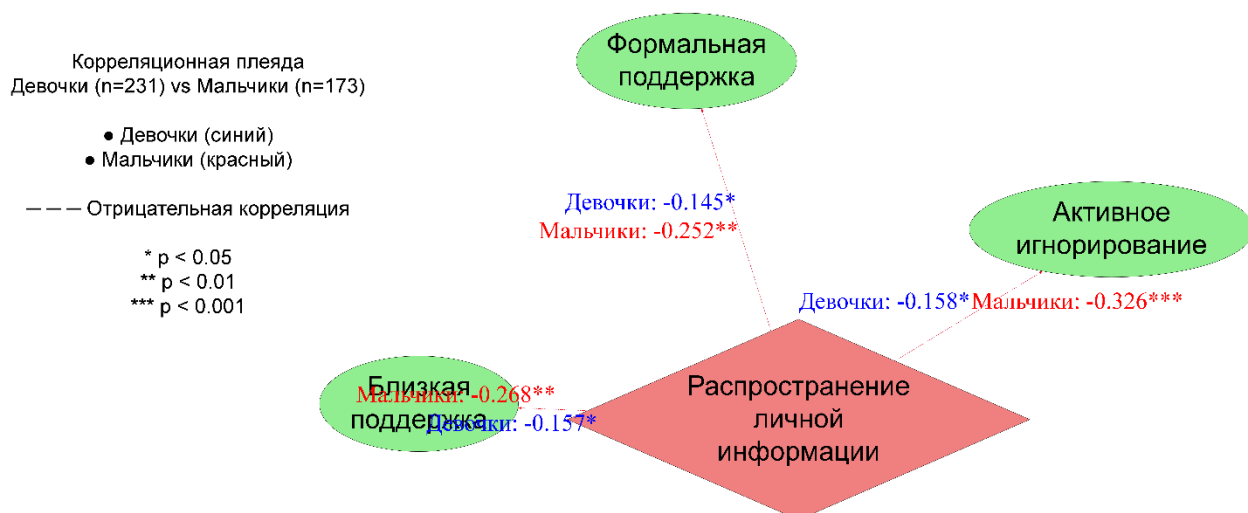 Корреляционная плеяда
Девочки (n=231) vs Мальчики (n=173)
● Девочки (синий)
● Мальчики (красный)
— — — Отрицательная корреляция
* p < 0.05
** p < 0.01
*** p < 0.001
Формальная
поддержка
Девочки: -0.145*
Мальчики: -0.252**
Активное
игнорирование
Девочки: -0.158*
Мальчики: -0.326***
Близкая
поддержка
Мальчики: -0.268**
Девочки: -0.157*
Распространение
личной
информации